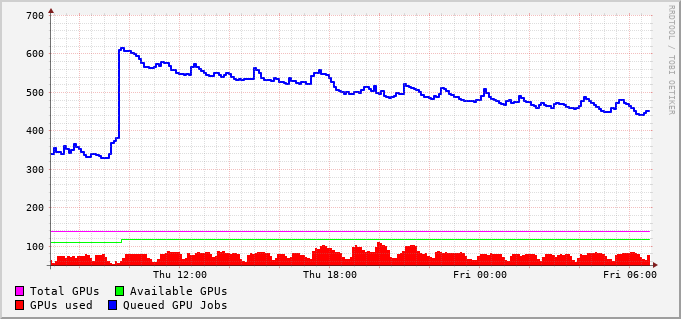 700
600
500
400
300
200
100
Thu 12:00 Thu 18:00 Fri 00:00 Fri 06:00
Total GPUs Available GPUs
GPUs used Queued GPU Jobs
RRDTOOL / TOBI OETIKER